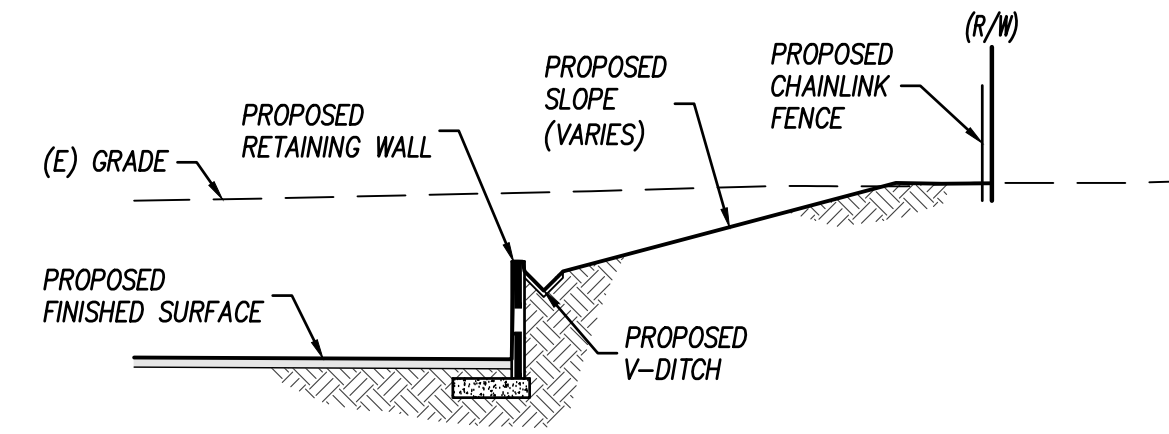 (R/W)
PROPOSED
CHAINLINK
FENCE
PROPOSED
SLOPE
(VARIES)
PROPOSED
RETAINING WALL
(E) GRADE
PROPOSED
FINISHED SURFACE
PROPOSED
V-DITCH